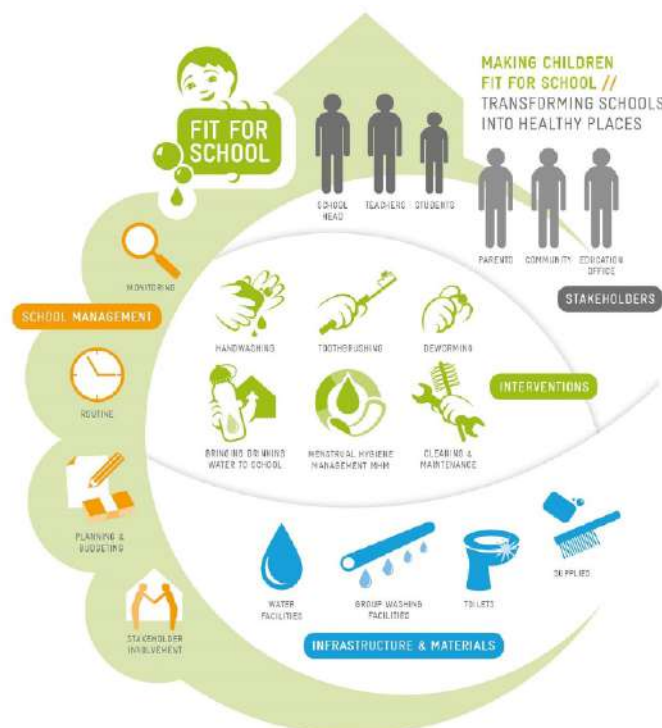 FIT FOR
SCHOOL
MAKING CHILDREN
FIT FOR SCHOOL //
TRANSFORMING SCHOOLS
INTO HEALTHY PLACES
SCHOOL
HEAD
TEACHERS
STUDENTS
PARENTS
COMMUNITY
EDUCATION
OFFICE
STAKEHOLDERS
MONITORING
SCHOOL MANAGEMENT
ROUTINE
PLANNING &
BUDGETING
STAKEHOLDER
INVOLVEMENT
HANDWASHING
TOOTHBRUSHING
DEWORMING
BRINGING DRINKING
WATER TO SCHOOL
MENSTRUAL HYGIENE
MANAGEMENT MHM
CLEANING &
MAINTENANCE
INTERVENTIONS
WATER
FACILITIES
GROUP WASHING
FACILITIES
TOILETS
SUPPLIES
INFRASTRUCTURE & MATERIALS